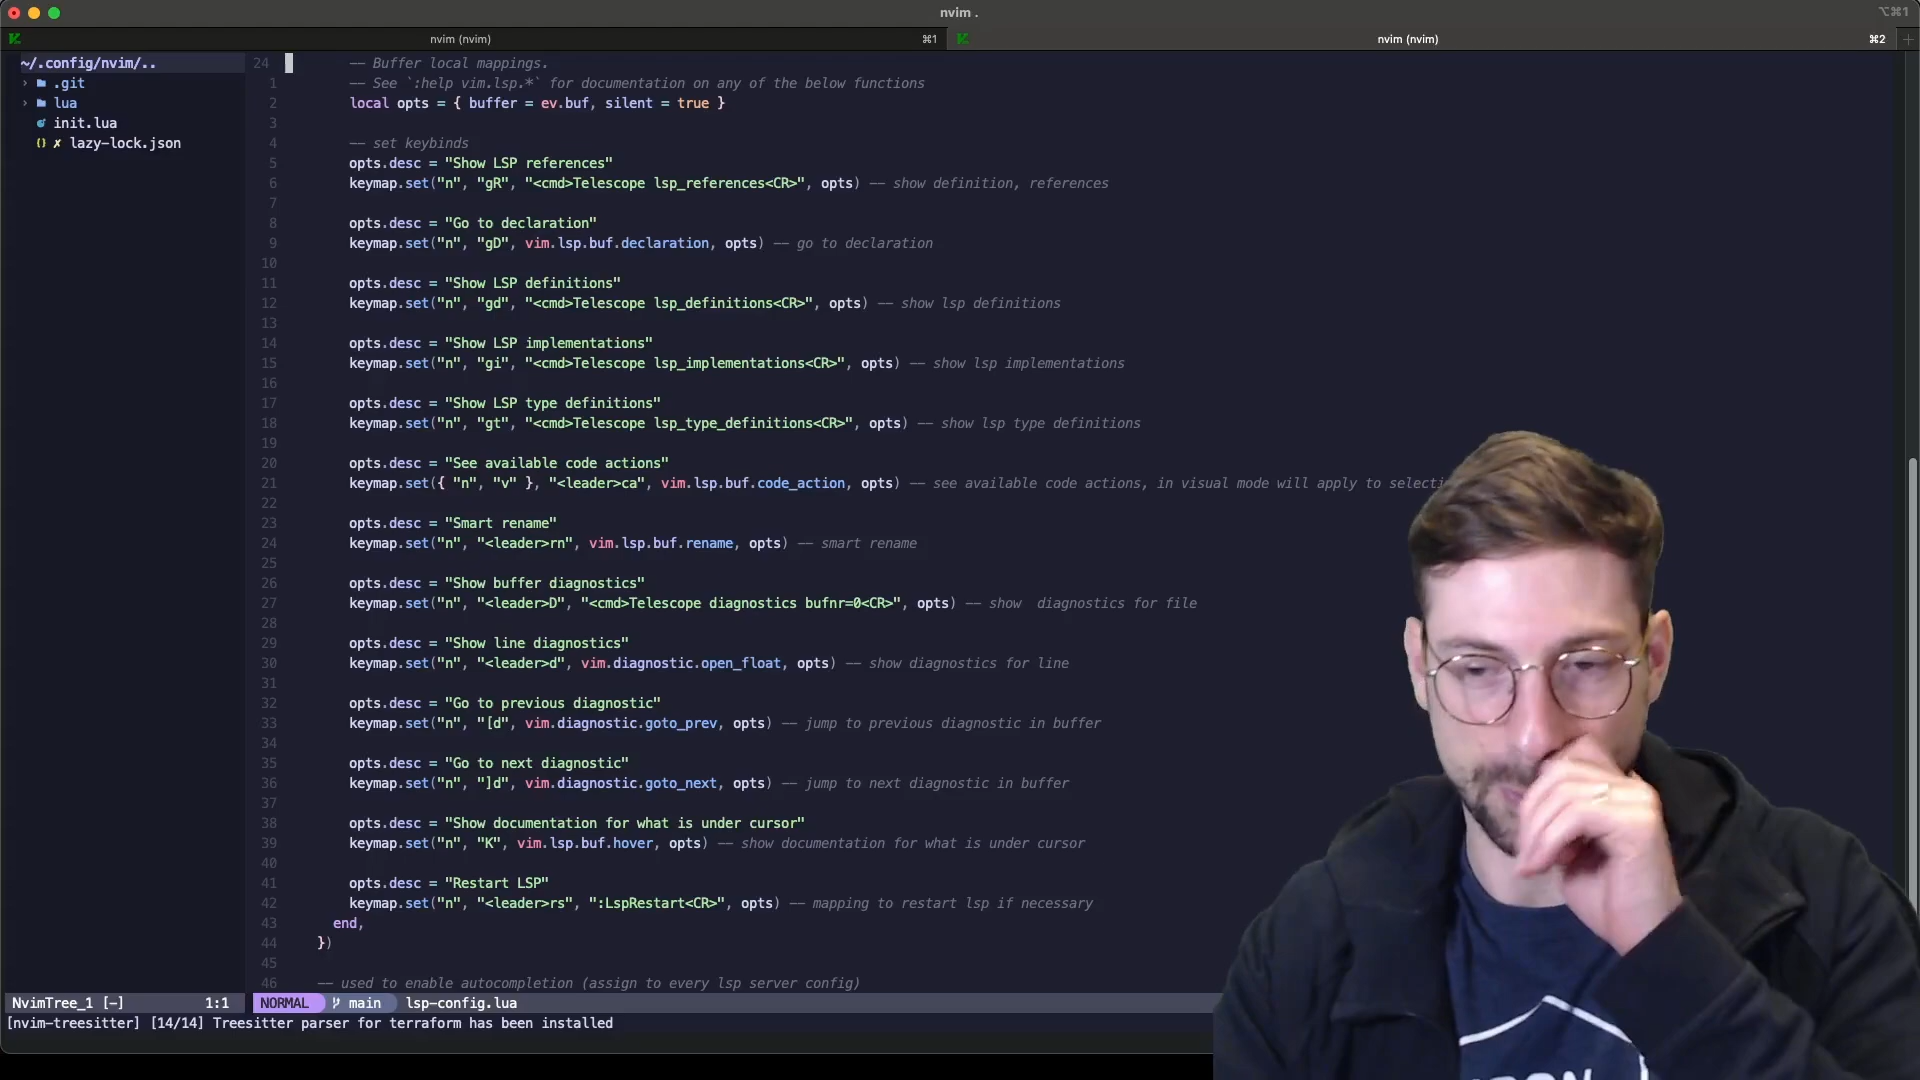 nvim .
⌥⌘1
nvim (nvim)
⌘1
nvim (nvim)
⌘2
~/.config/nvim/..
.git
lua
init.lua
{} ✗ lazy-lock.json
24 -- Buffer local mappings.
1 -- See `:help vim.lsp.*` for documentation on any of the below functions
2 local opts = { buffer = ev.buf, silent = true }
3
4 -- set keybinds
5 opts.desc = "Show LSP references"
6 keymap.set("n", "gR", "<cmd>Telescope lsp_references<CR>", opts) -- show definition, references
7
8 opts.desc = "Go to declaration"
9 keymap.set("n", "gD", vim.lsp.buf.declaration, opts) -- go to declaration
10
11 opts.desc = "Show LSP definitions"
12 keymap.set("n", "gd", "<cmd>Telescope lsp_definitions<CR>", opts) -- show lsp definitions
13
14 opts.desc = "Show LSP implementations"
15 keymap.set("n", "gi", "<cmd>Telescope lsp_implementations<CR>", opts) -- show lsp implementations
16
17 opts.desc = "Show LSP type definitions"
18 keymap.set("n", "gt", "<cmd>Telescope lsp_type_definitions<CR>", opts) -- show lsp type definitions
19
20 opts.desc = "See available code actions"
21 keymap.set({ "n", "v" }, "<leader>ca", vim.lsp.buf.code_action, opts) -- see available code actions, in visual mode will apply to selecti
22
23 opts.desc = "Smart rename"
24 keymap.set("n", "<leader>rn", vim.lsp.buf.rename, opts) -- smart rename
25
26 opts.desc = "Show buffer diagnostics"
27 keymap.set("n", "<leader>D", "<cmd>Telescope diagnostics bufnr=0<CR>", opts) -- show  diagnostics for file
28
29 opts.desc = "Show line diagnostics"
30 keymap.set("n", "<leader>d", vim.diagnostic.open_float, opts) -- show diagnostics for line
31
32 opts.desc = "Go to previous diagnostic"
33 keymap.set("n", "[d", vim.diagnostic.goto_prev, opts) -- jump to previous diagnostic in buffer
34
35 opts.desc = "Go to next diagnostic"
36 keymap.set("n", "]d", vim.diagnostic.goto_next, opts) -- jump to next diagnostic in buffer
37
38 opts.desc = "Show documentation for what is under cursor"
39 keymap.set("n", "K", vim.lsp.buf.hover, opts) -- show documentation for what is under cursor
40
41 opts.desc = "Restart LSP"
42 keymap.set("n", "<leader>rs", ":LspRestart<CR>", opts) -- mapping to restart lsp if necessary
43 end,
44 })
45
46 -- used to enable autocompletion (assign to every lsp server config)
NvimTree_1 [-] 1:1 NORMAL main lsp-config.lua
[nvim-treesitter] [14/14] Treesitter parser for terraform has been installed